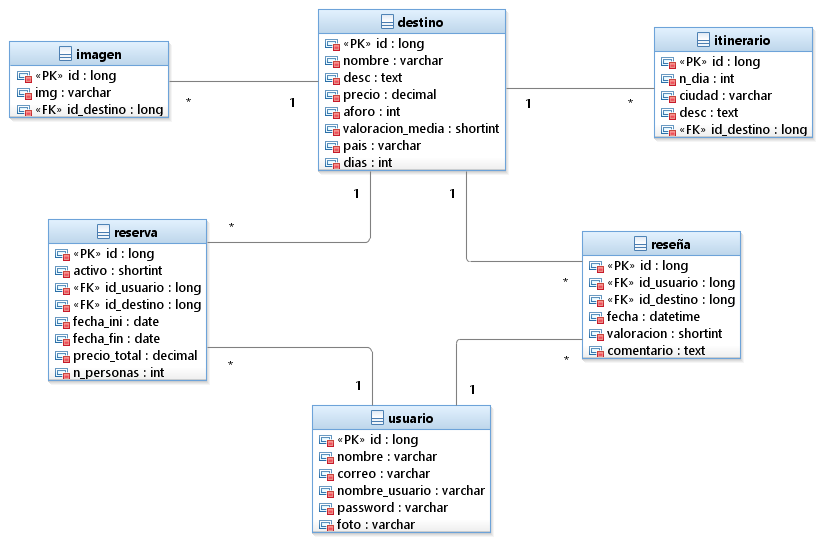 destino
«PK» id : long
nombre : varchar
desc : text
precio : decimal
aforo : int
valoracion_media : shortint
pais : varchar
dias : int
imagen
«PK» id : long
img : varchar
«FK» id_destino : long
itinerario
«PK» id : long
n_dia : int
ciudad : varchar
desc : text
«FK» id_destino : long
*
1
1
*
1
1
*
*
reserva
«PK» id : long
activo : shortint
«FK» id_usuario : long
«FK» id_destino : long
fecha_ini : date
fecha_fin : date
precio_total : decimal
n_personas : int
reseña
«PK» id : long
«FK» id_usuario : long
«FK» id_destino : long
fecha : datetime
valoracion : shortint
comentario : text
*
*
1
1
usuario
«PK» id : long
nombre : varchar
correo : varchar
nombre_usuario : varchar
password : varchar
foto : varchar